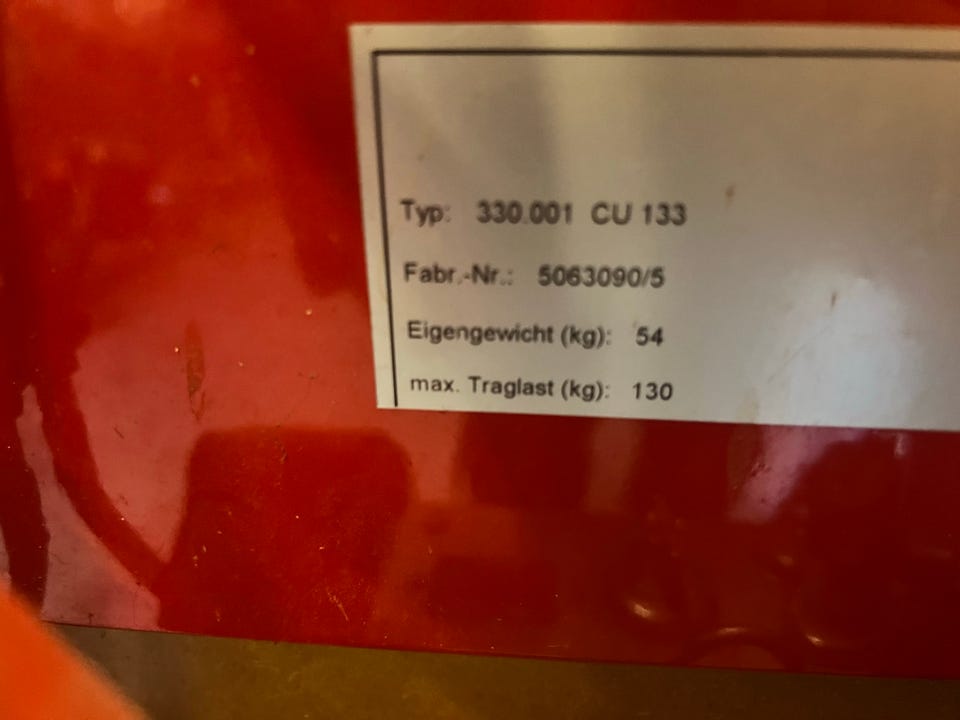 Typ: 330.001 CU 133
Fabr.-Nr.: 5063090/5
Eigengewicht (kg): 54
max. Traglast (kg): 130